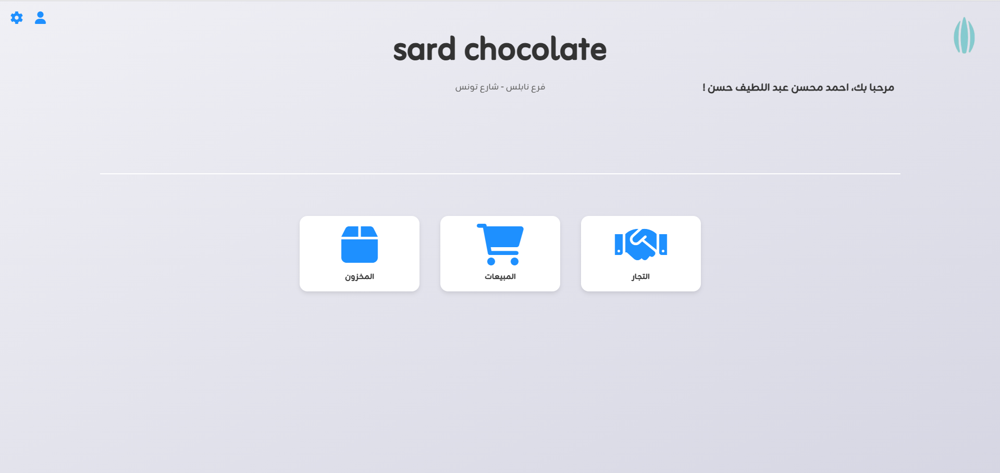 sard chocolate
مرحبا بك، احمد محسن عبد اللطيف حسن !
فرع نابلس - شارع تونس
التجار
المبيعات
المخزون